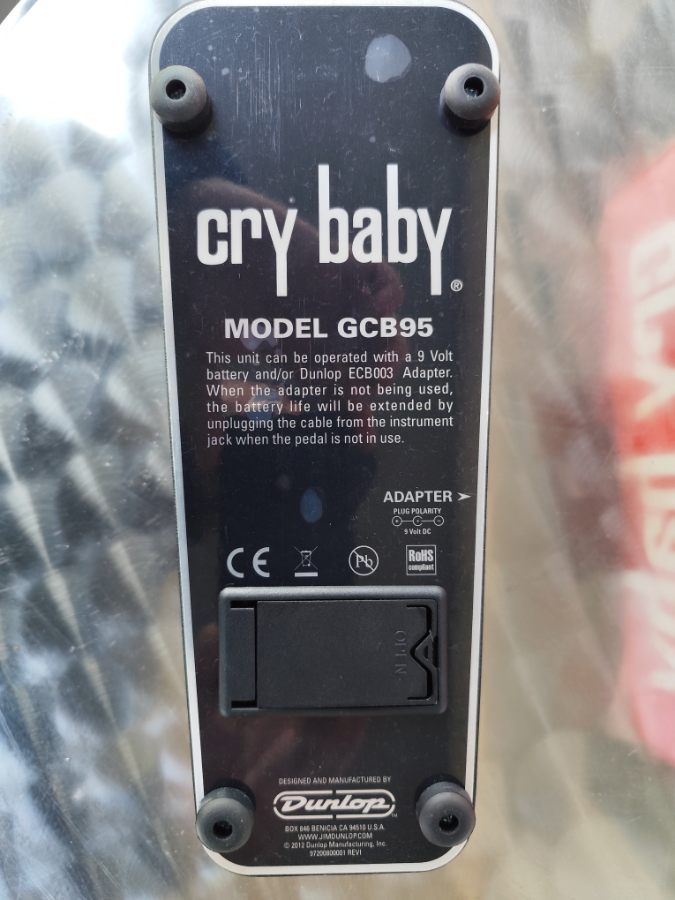 cry baby®
MODEL GCB95
This unit can be operated with a 9 Volt
battery and/or Dunlop ECB003 Adapter.
When the adapter is not being used,
the battery life will be extended by
unplugging the cable from the instrument
jack when the pedal is not in use.
ADAPTER
PLUG POLARITY
9 Volt DC
CE
Pb
RoHS
compliant
OPEN
DESIGNED AND MANUFACTURED BY
Dunlop™
BOX 846 BENICIA CA 94510 U.S.A.
WWW.JIMDUNLOP.COM
© 2012 Dunlop Manufacturing, Inc.
97200800001 REVI